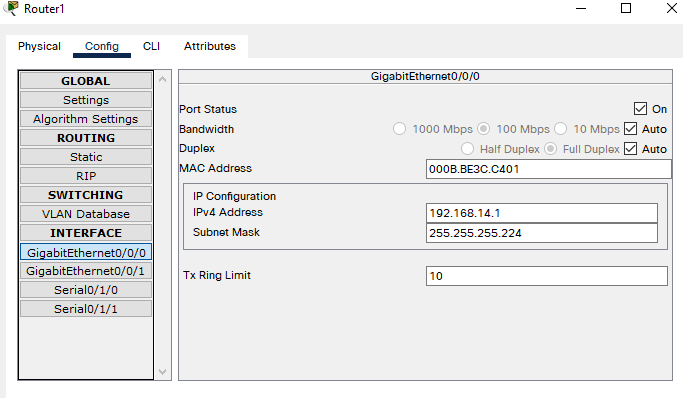 Router1
Physical Config CLI Attributes
GLOBAL
Settings
Algorithm Settings
ROUTING
Static
RIP
SWITCHING
VLAN Database
INTERFACE
GigabitEthernet0/0/0
GigabitEthernet0/0/1
Serial0/1/0
Serial0/1/1
GigabitEthernet0/0/0
Port Status On
Bandwidth 1000 Mbps 100 Mbps 10 Mbps Auto
Duplex Half Duplex Full Duplex Auto
MAC Address 000B.BE3C.C401
IP Configuration
IPv4 Address 192.168.14.1
Subnet Mask 255.255.255.224
Tx Ring Limit 10